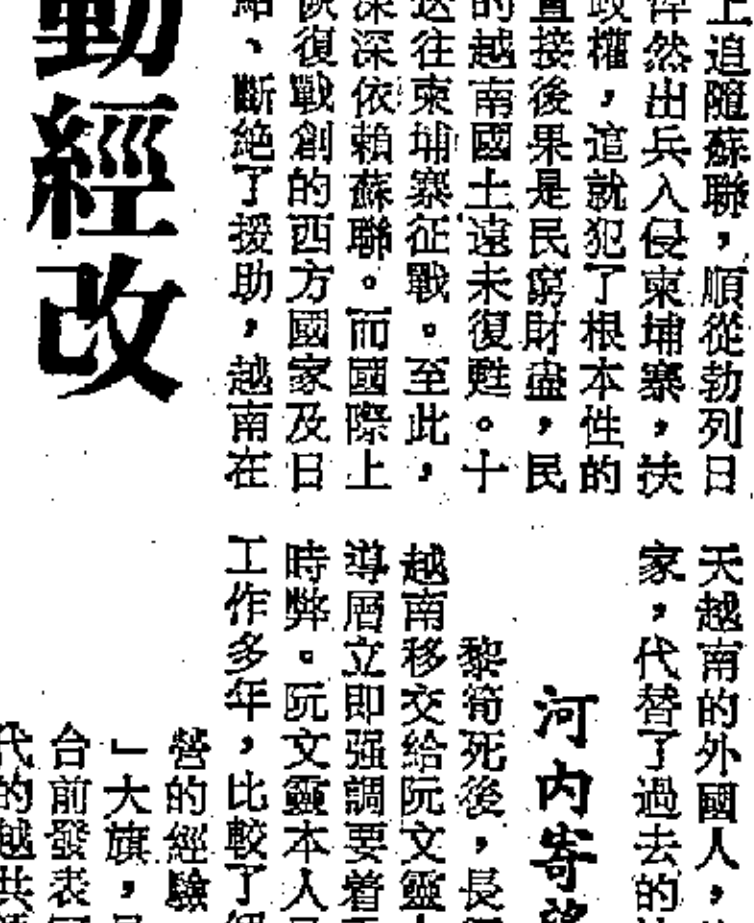 上追隨蘇聯，順從勃列日
悍然出兵入侵柬埔寨，扶
政權，這就犯了根本性的
直接後果是民窮財盡，民
的越南國土遠未復甦。十
送往柬埔寨征戰。至此，
深深依賴蘇聯。而國際上
恢復戰創的西方國家及日
、斷絕了援助，越南在
動經改
天越南的外國人，
家，代替了過去的
河内寄望
黎筍死後，長
越南移交給阮文靈
導層立即强調要着
時弊。阮文靈本人
工作多年，比較了
營的經驗
」大旗，
台前發表
代的越共